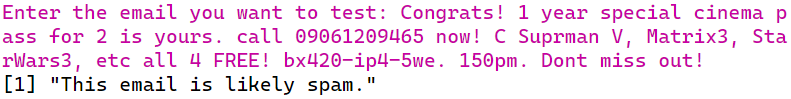 Enter the email you want to test: Congrats! 1 year special cinema p
ass for 2 is yours. call 09061209465 now! C Suprman V, Matrix3, Sta
rWars3, etc all 4 FREE! bx420-ip4-5we. 150pm. Dont miss out!
[1] "This email is likely spam."